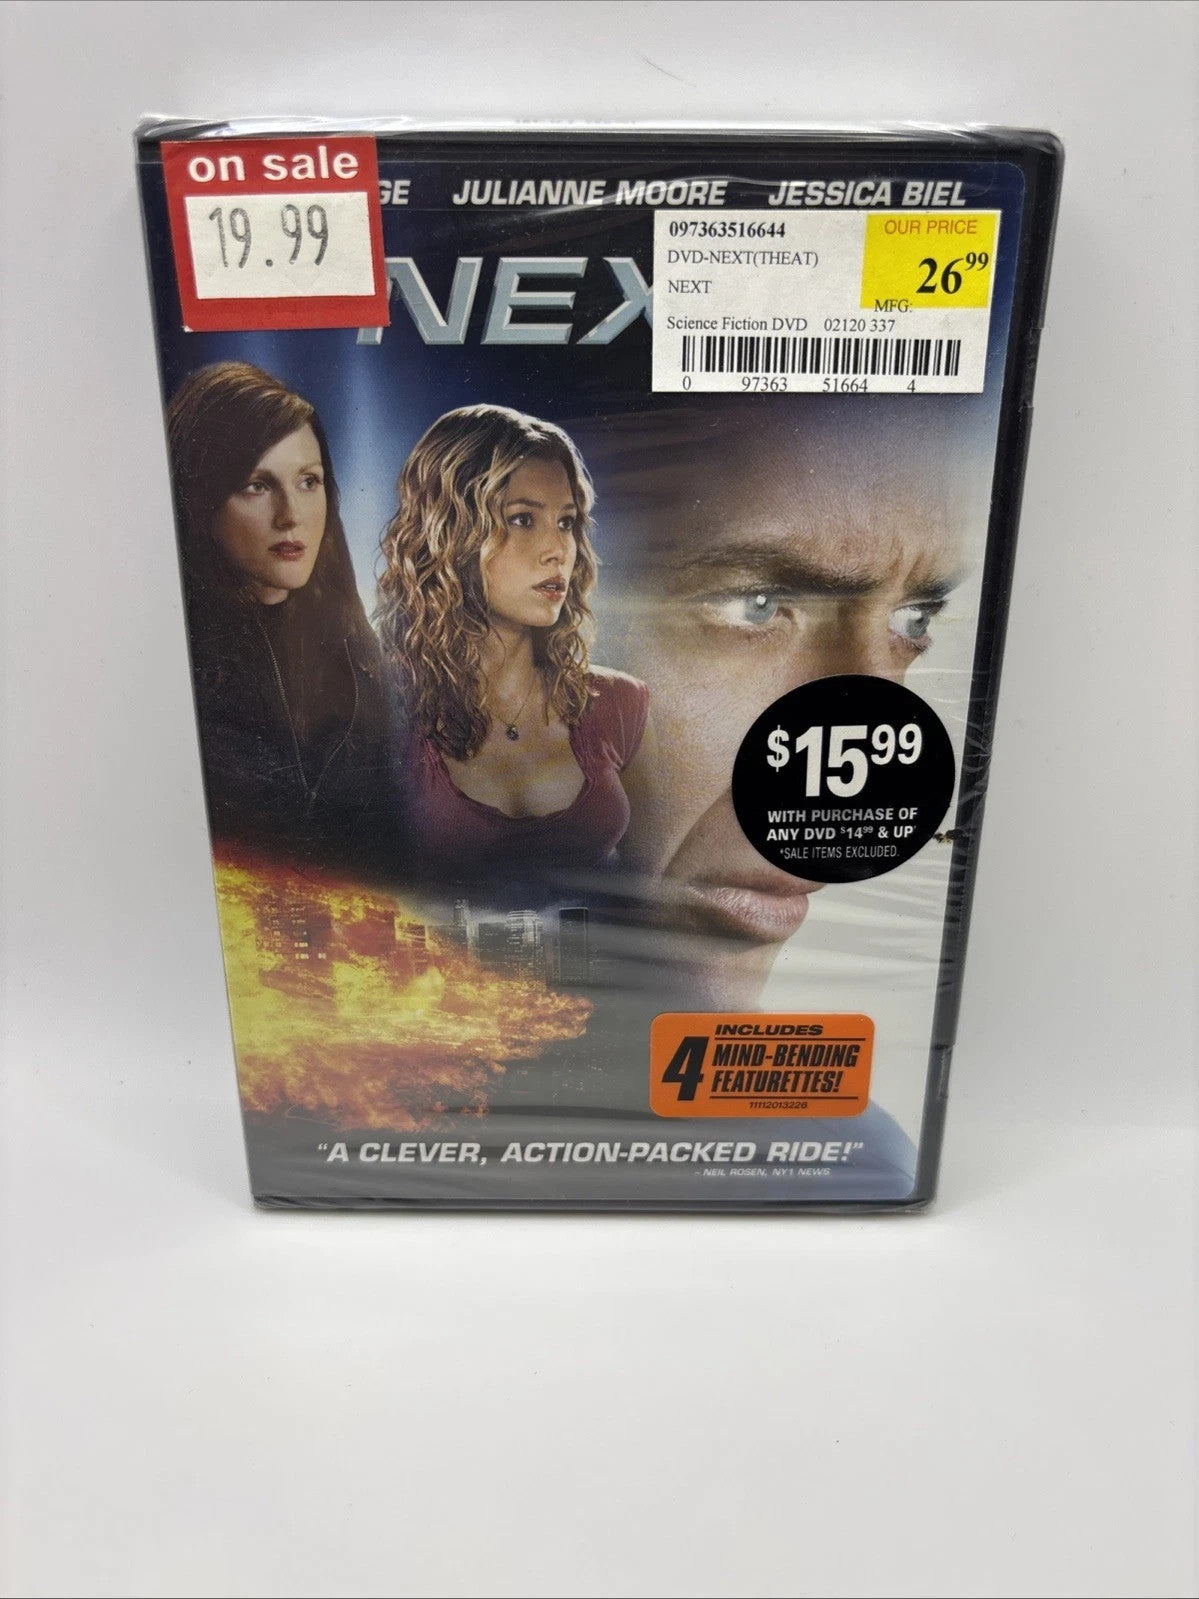 on sale
19.99
GE JULIANNE MOORE JESSICA BIEL
NEX
097363516644
DVD-NEXT(THEAT)
NEXT
OUR PRICE
26.99
MFG:
Science Fiction DVD 02120 337
0 97363 51664 4
$15.99
WITH PURCHASE OF
ANY DVD $14.99 & UP*
*SALE ITEMS EXCLUDED.
INCLUDES
4 MIND-BENDING
FEATURETTES!
11112013226
"A CLEVER, ACTION-PACKED RIDE!"
- NEIL ROSEN, NY1 NEWS